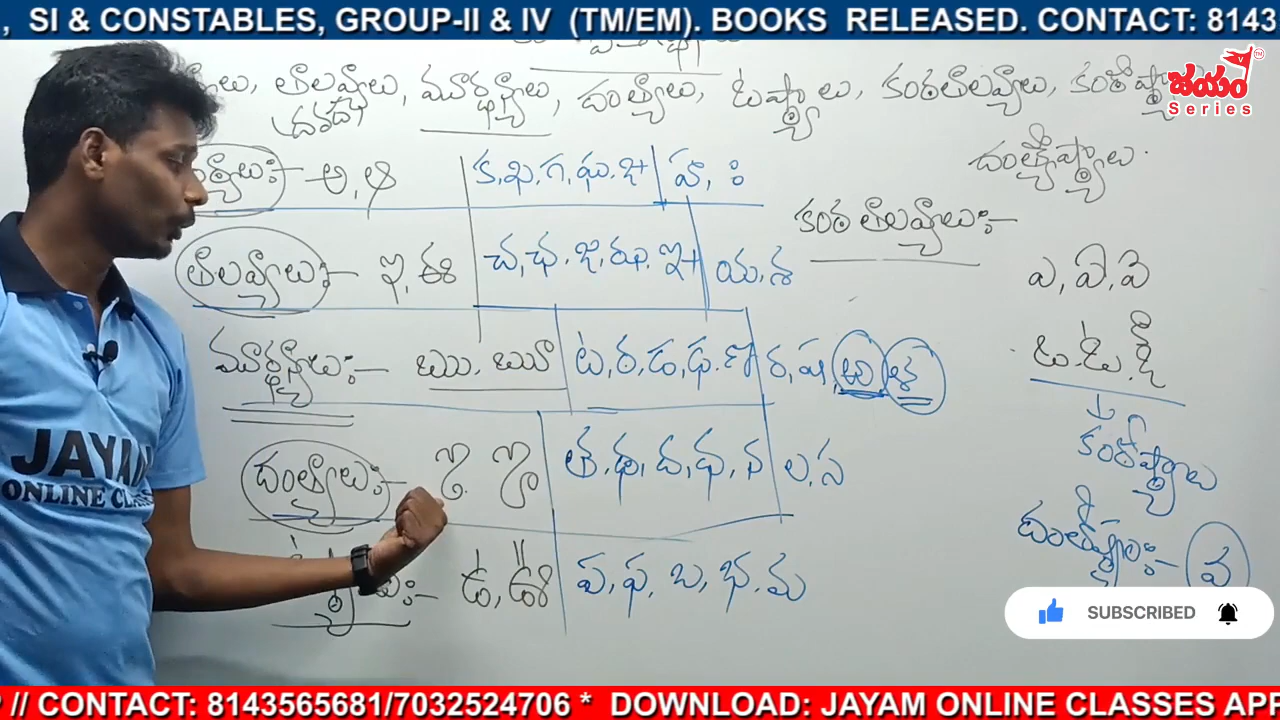 , SI & CONSTABLES, GROUP-II & IV (TM/EM). BOOKS RELEASED. CONTACT: 8143
తాలవ్యాలు, మూర్ధన్యాలు, దంత్యాలు, ఓష్ఠ్యాలు, కంఠతాలవ్యాలు,
జయం
Series
దంత్యోష్ఠ్యాలు.
అ, ఆ క, ఖ, గ, ఘ, ఙ హ, ః
కంఠతాలవ్యాలు:-
తాలవ్యాలు:- ఇ, ఈ చ, ఛ, జ, ఝ, ఞ య, శ
ఎ, ఏ, ఐ
మూర్ధన్యాలు:- ఋ, ౠ ట, ఠ, డ, ఢ, ణ ర, ష, ఱ, ళ
ఒ, ఓ, ఔ
కంఠోష్ఠ్యాలు
దంత్యాలు:- ఌ ౡ త, థ, ద, ధ, న ల, స
దంత్యోష్ఠ్యాలు:- వ
ఉ, ఊ ప, ఫ, బ, భ, మ
JAYAM
ONLINE CLASSES
SUBSCRIBED
// CONTACT: 8143565681/7032524706 * DOWNLOAD: JAYAM ONLINE CLASSES APP